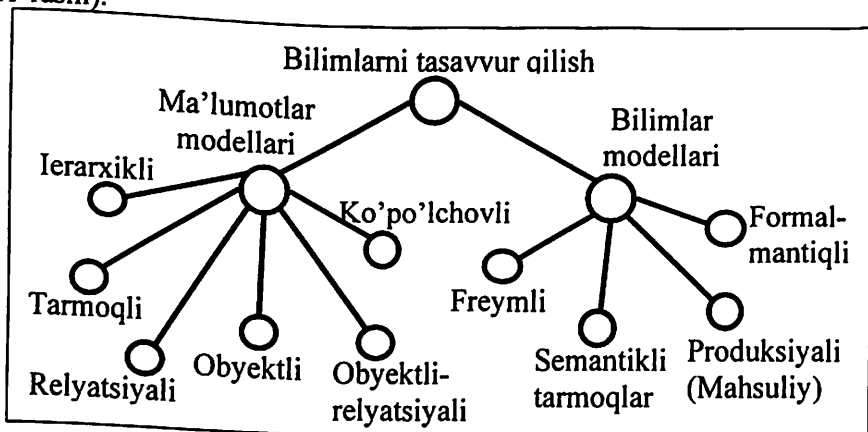 Bilimlarni tasavvur qilish
Ma’lumotlar
modellari
Bilimlar
modellari
Ierarxikli
Ko’po’lchovli
Formal-
mantiqli
Tarmoqli
Freymli
Relyatsiyali
Obyektli
Obyektli-
relyatsiyali
Semantikli
tarmoqlar
Produksiyali
(Mahsuliy)